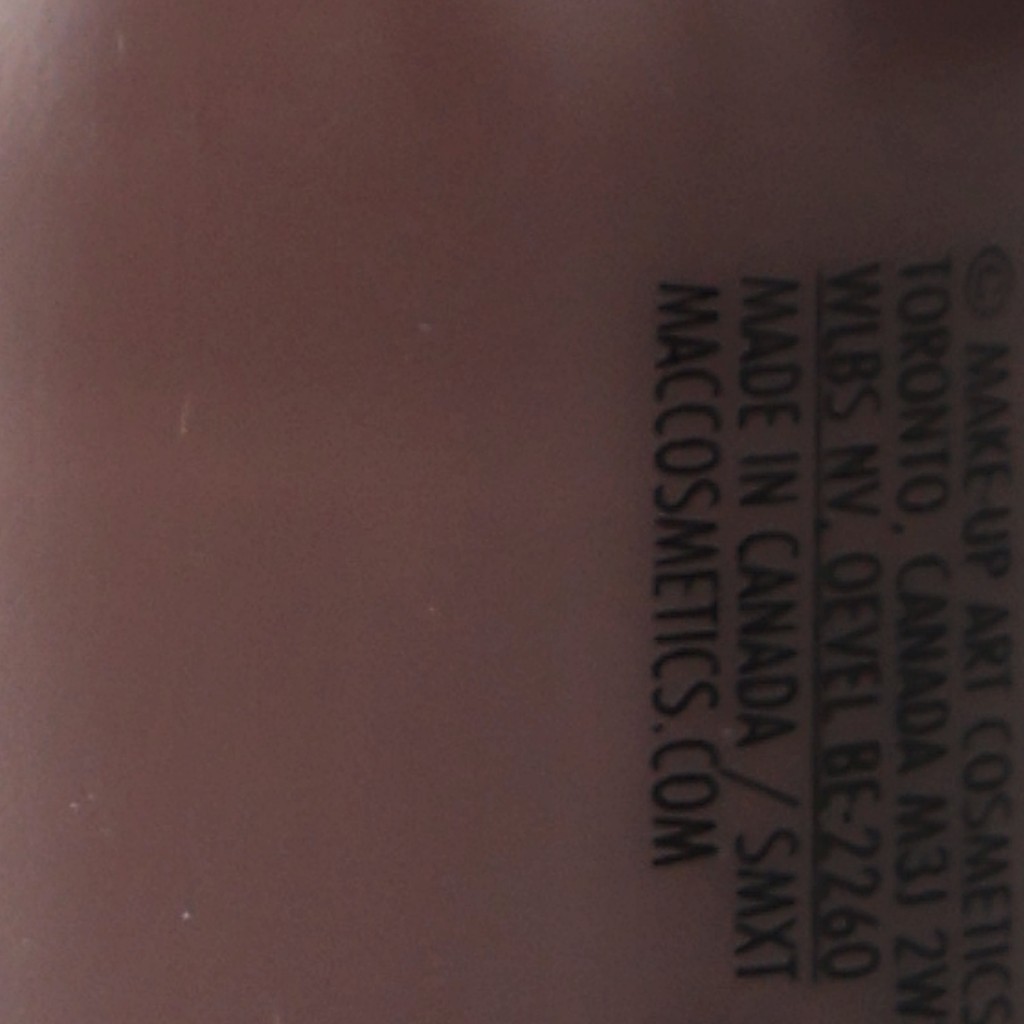 © MAKE-UP ART COSMETICS
TORONTO, CANADA M3J 2W
WLBS NV, OEVEL BE-2260
MADE IN CANADA / SMXT
MACCOSMETICS.COM